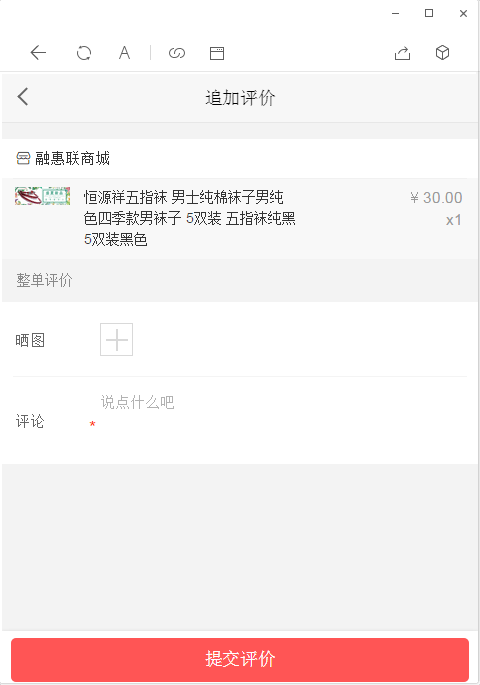 A
追加评价
融惠联商城
恒源祥五指袜 男士纯棉袜子男纯
¥ 30.00
色四季款男袜子 5双装 五指袜纯黑
x1
5双装黑色
整单评价
晒图
说点什么吧
评论
*
提交评价